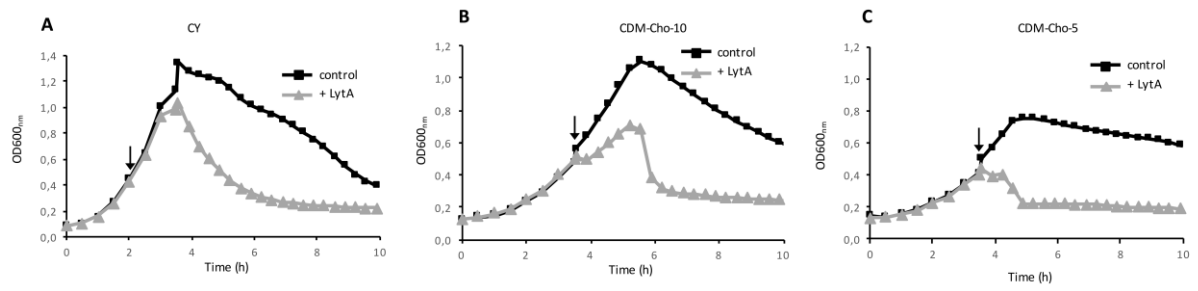 A
CY
1,4
1,2
1,0
0,8
0,6
0,4
0,2
0,0
OD600nm
control
+ LytA
0 2 4 6 8 10
Time (h)
B
CDM-Cho-10
1,2
1,0
0,8
0,6
0,4
0,2
0,0
OD600nm
control
+ LytA
0 2 4 6 8 10
Time (h)
C
CDM-Cho-5
1,2
1,0
0,8
0,6
0,4
0,2
0,0
OD600nm
control
+ LytA
0 2 4 6 8 10
Time (h)